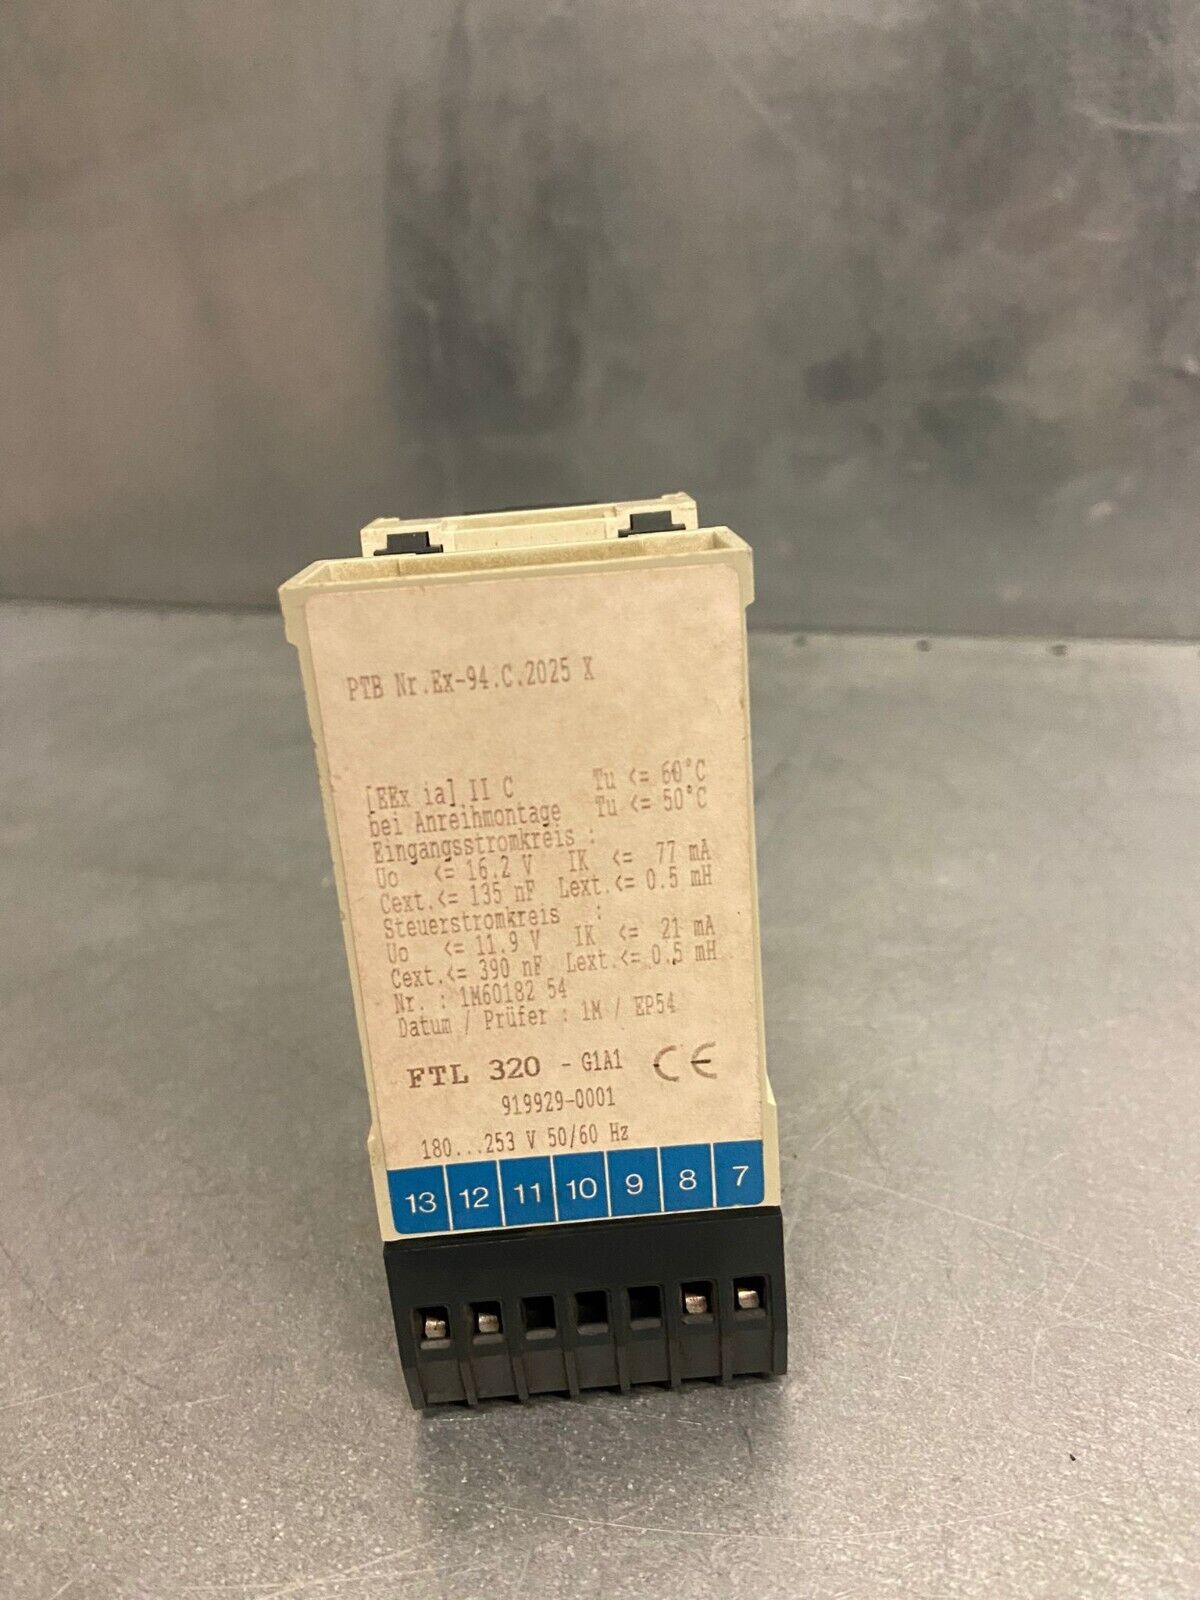 PTB Nr.Ex-94.C.2025 X
[EEx ia] II C Tu <= 60°C
bei Anreihmontage Tu <= 50°C
Eingangsstromkreis :
Uo <= 16.2 V IK <= 77 mA
Cext.<= 135 nF Lext.<= 0.5 mH
Steuerstromkreis :
Uo <= 11.9 V IK <= 21 mA
Cext.<= 390 nF Lext.<= 0.5 mH
Nr. : 1M60182 54
Datum / Prüfer : 1M / EP54
FTL 320 - G1A1 CE
919929-0001
180...253 V 50/60 Hz
13 12 11 10 9 8 7